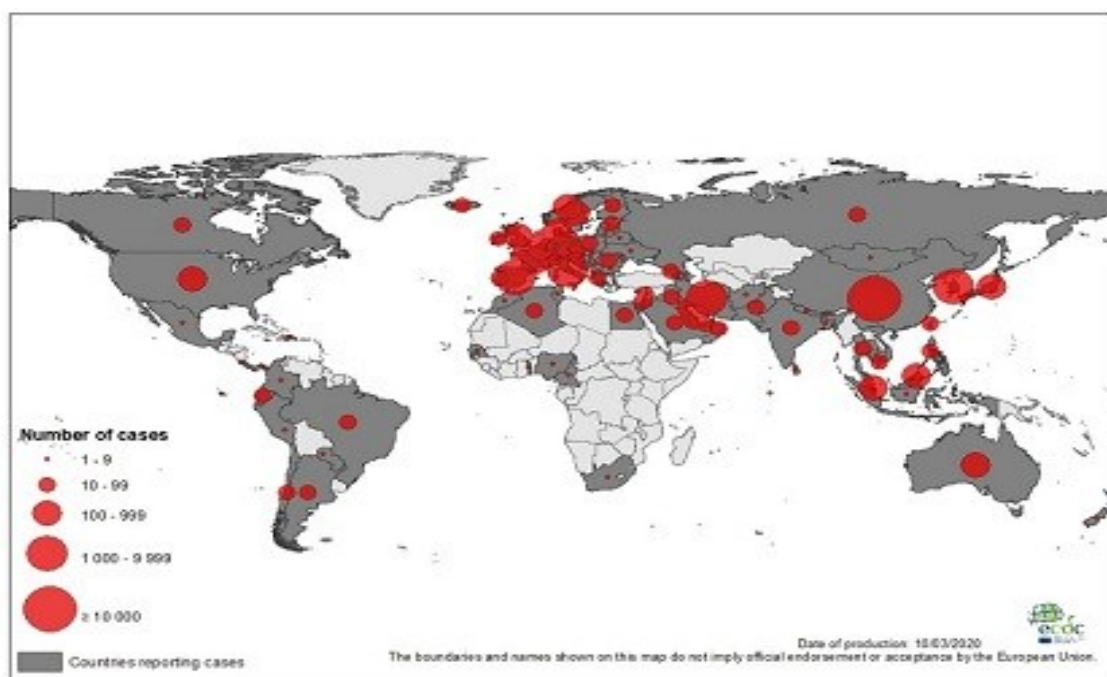 Number of cases
1 - 9
10 - 99
100 - 999
1 000 - 9 999
≥ 10 000
Countries reporting cases
ecdc
Date of production: 10/03/2020
The boundaries and names shown on this map do not imply official endorsement or acceptance by the European Union.